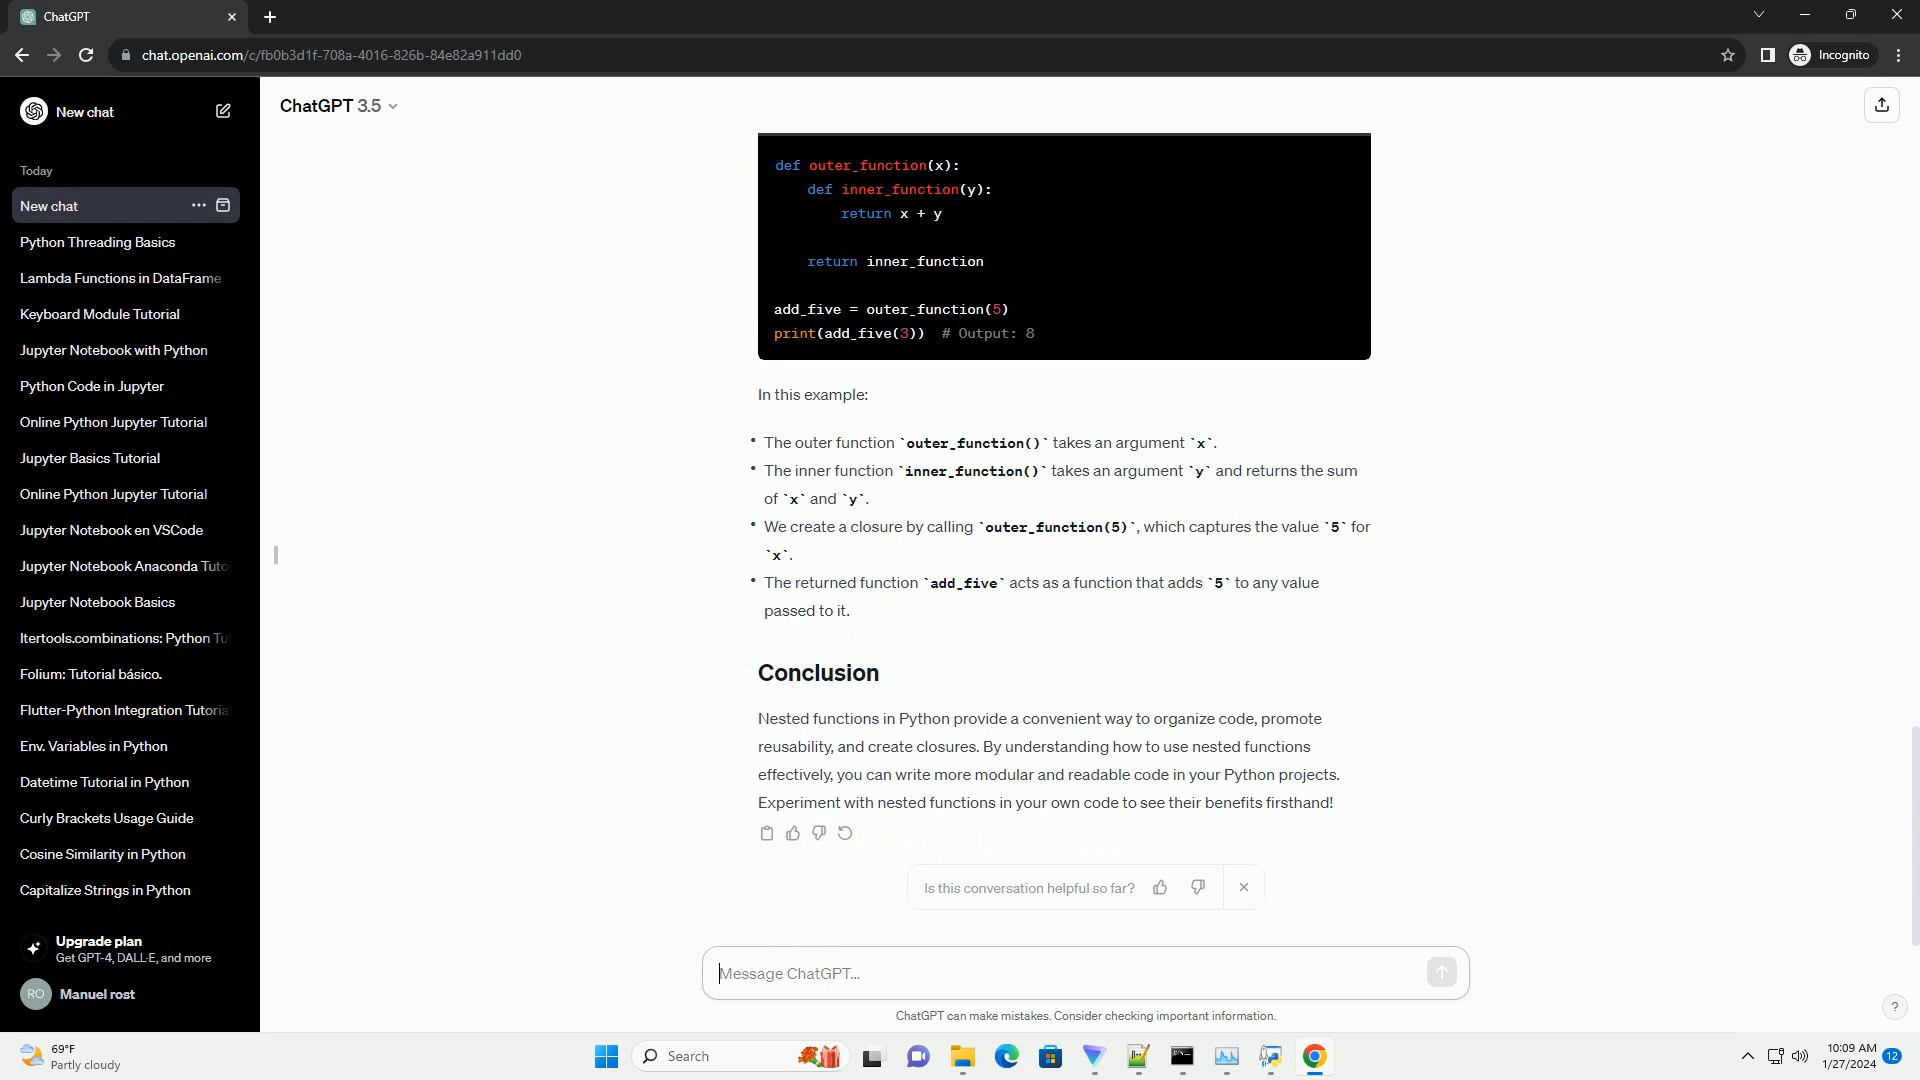 ChatGPT
chat.openai.com/c/fb0b3d1f-708a-4016-826b-84e82a911dd0
Incognito
New chat
ChatGPT 3.5
Today
New chat
Python Threading Basics
Lambda Functions in DataFrame
Keyboard Module Tutorial
Jupyter Notebook with Python
Python Code in Jupyter
Online Python Jupyter Tutorial
Jupyter Basics Tutorial
Online Python Jupyter Tutorial
Jupyter Notebook en VSCode
Jupyter Notebook Anaconda Tuto
Jupyter Notebook Basics
Itertools.combinations: Python Tu
Folium: Tutorial básico.
Flutter-Python Integration Tutoria
Env. Variables in Python
Datetime Tutorial in Python
Curly Brackets Usage Guide
Cosine Similarity in Python
Capitalize Strings in Python
Upgrade plan
Get GPT-4, DALL·E, and more
RO Manuel rost
def outer_function(x):
def inner_function(y):
return x + y
return inner_function
add_five = outer_function(5)
print(add_five(3))  # Output: 8
In this example:
• The outer function `outer_function()` takes an argument `x`.
• The inner function `inner_function()` takes an argument `y` and returns the sum
of `x` and `y`.
• We create a closure by calling `outer_function(5)`, which captures the value `5` for
`x`.
• The returned function `add_five` acts as a function that adds `5` to any value
passed to it.
Conclusion
Nested functions in Python provide a convenient way to organize code, promote
reusability, and create closures. By understanding how to use nested functions
effectively, you can write more modular and readable code in your Python projects.
Experiment with nested functions in your own code to see their benefits firsthand!
Is this conversation helpful so far?
Message ChatGPT...
ChatGPT can make mistakes. Consider checking important information.
?
69°F
Partly cloudy
Search
10:09 AM
1/27/2024
12